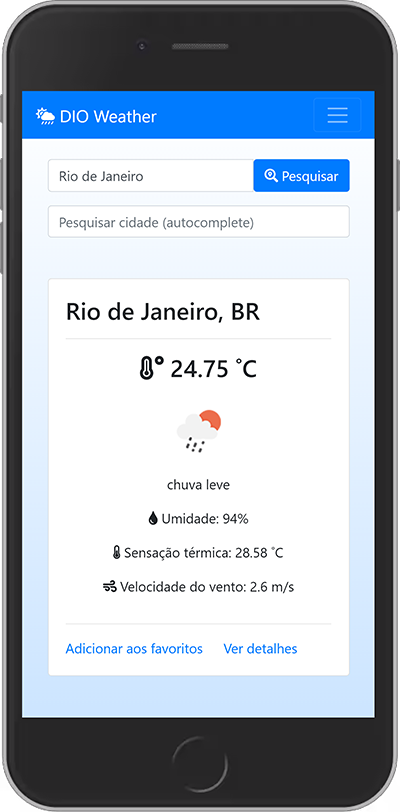 DIO Weather
Rio de Janeiro
Pesquisar
Pesquisar cidade (autocomplete)
Rio de Janeiro, BR
24.75 °C
chuva leve
Umidade: 94%
Sensação térmica: 28.58 °C
Velocidade do vento: 2.6 m/s
Adicionar aos favoritos Ver detalhes